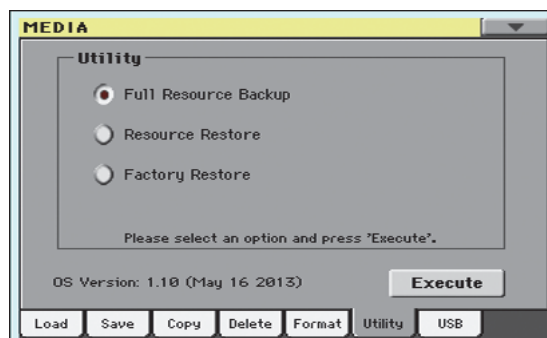 MEDIA
Utility
Full Resource Backup
Resource Restore
Factory Restore
Please select an option and press 'Execute'.
OS Version: 1.10 (May 16 2013)
Execute
Load Save Copy Delete Format Utility USB